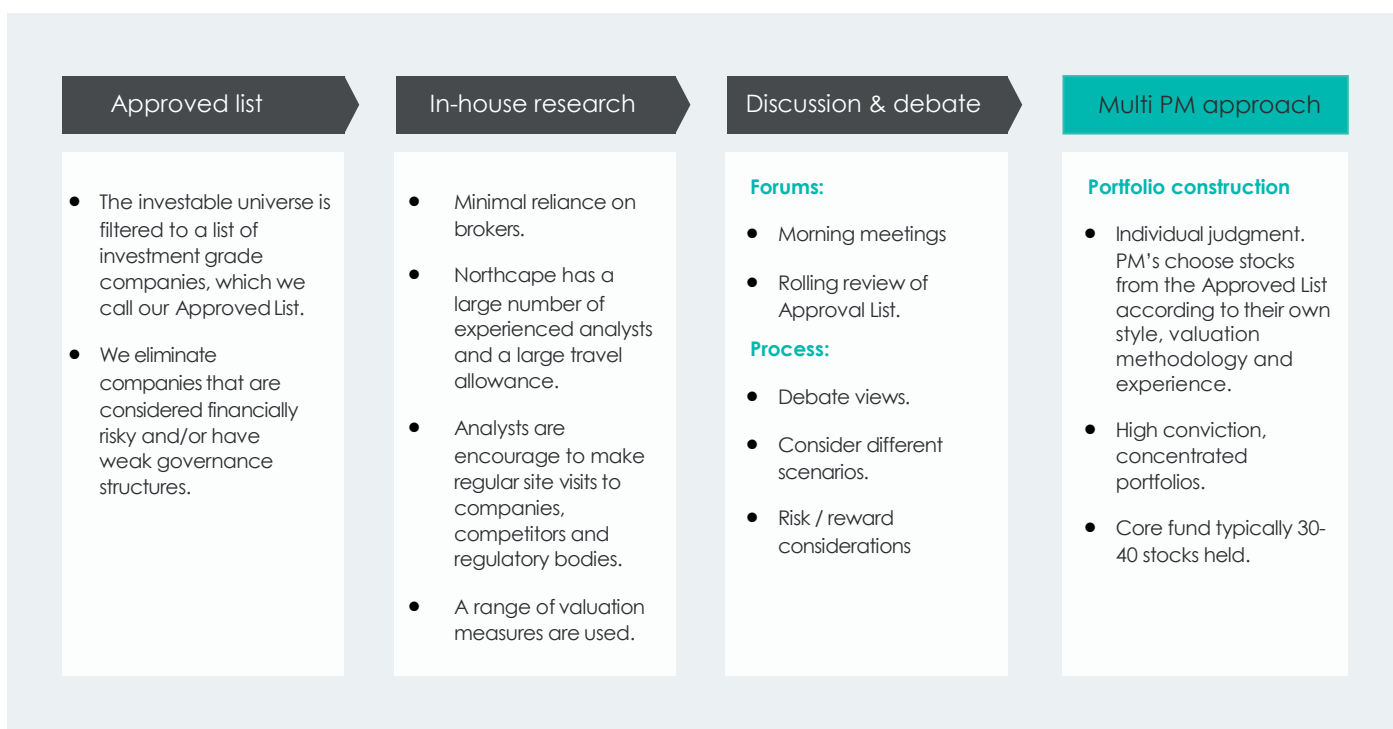 Approved list
The investable universe is
filtered to a list of
investment grade
companies, which we
call our Approved List.
We eliminate
companies that are
considered financially
risky and/or have
weak governance
structures.
In-house research
Minimal reliance on
brokers.
Northcape has a
large number of
experienced analysts
and a large travel
allowance.
Analysts are
encourage to make
regular site visits to
companies,
competitors and
regulatory bodies.
A range of valuation
measures are used.
Discussion & debate
Forums:
Morning meetings
Rolling review of
Approval List.
Process:
Debate views.
Consider different
scenarios.
Risk / reward
considerations
Multi PM approach
Portfolio construction
Individual judgment.
PM’s choose stocks
from the Approved List
according to their own
style, valuation
methodology and
experience.
High conviction,
concentrated
portfolios.
Core fund typically 30-
40 stocks held.